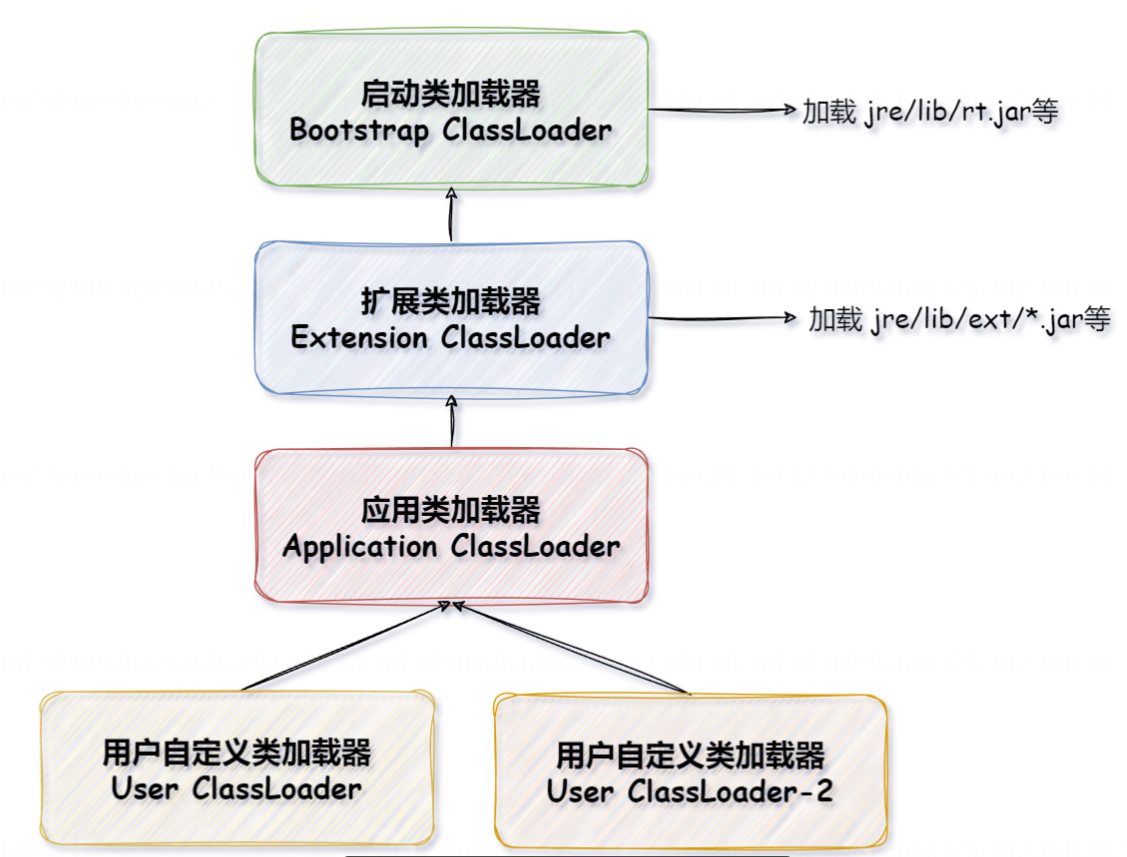 启动类加载器
Bootstrap ClassLoader
加载 jre/lib/rt.jar等
扩展类加载器
Extension ClassLoader
加载 jre/lib/ext/*.jar等
应用类加载器
Application ClassLoader
用户自定义类加载器
User ClassLoader
用户自定义类加载器
User ClassLoader-2